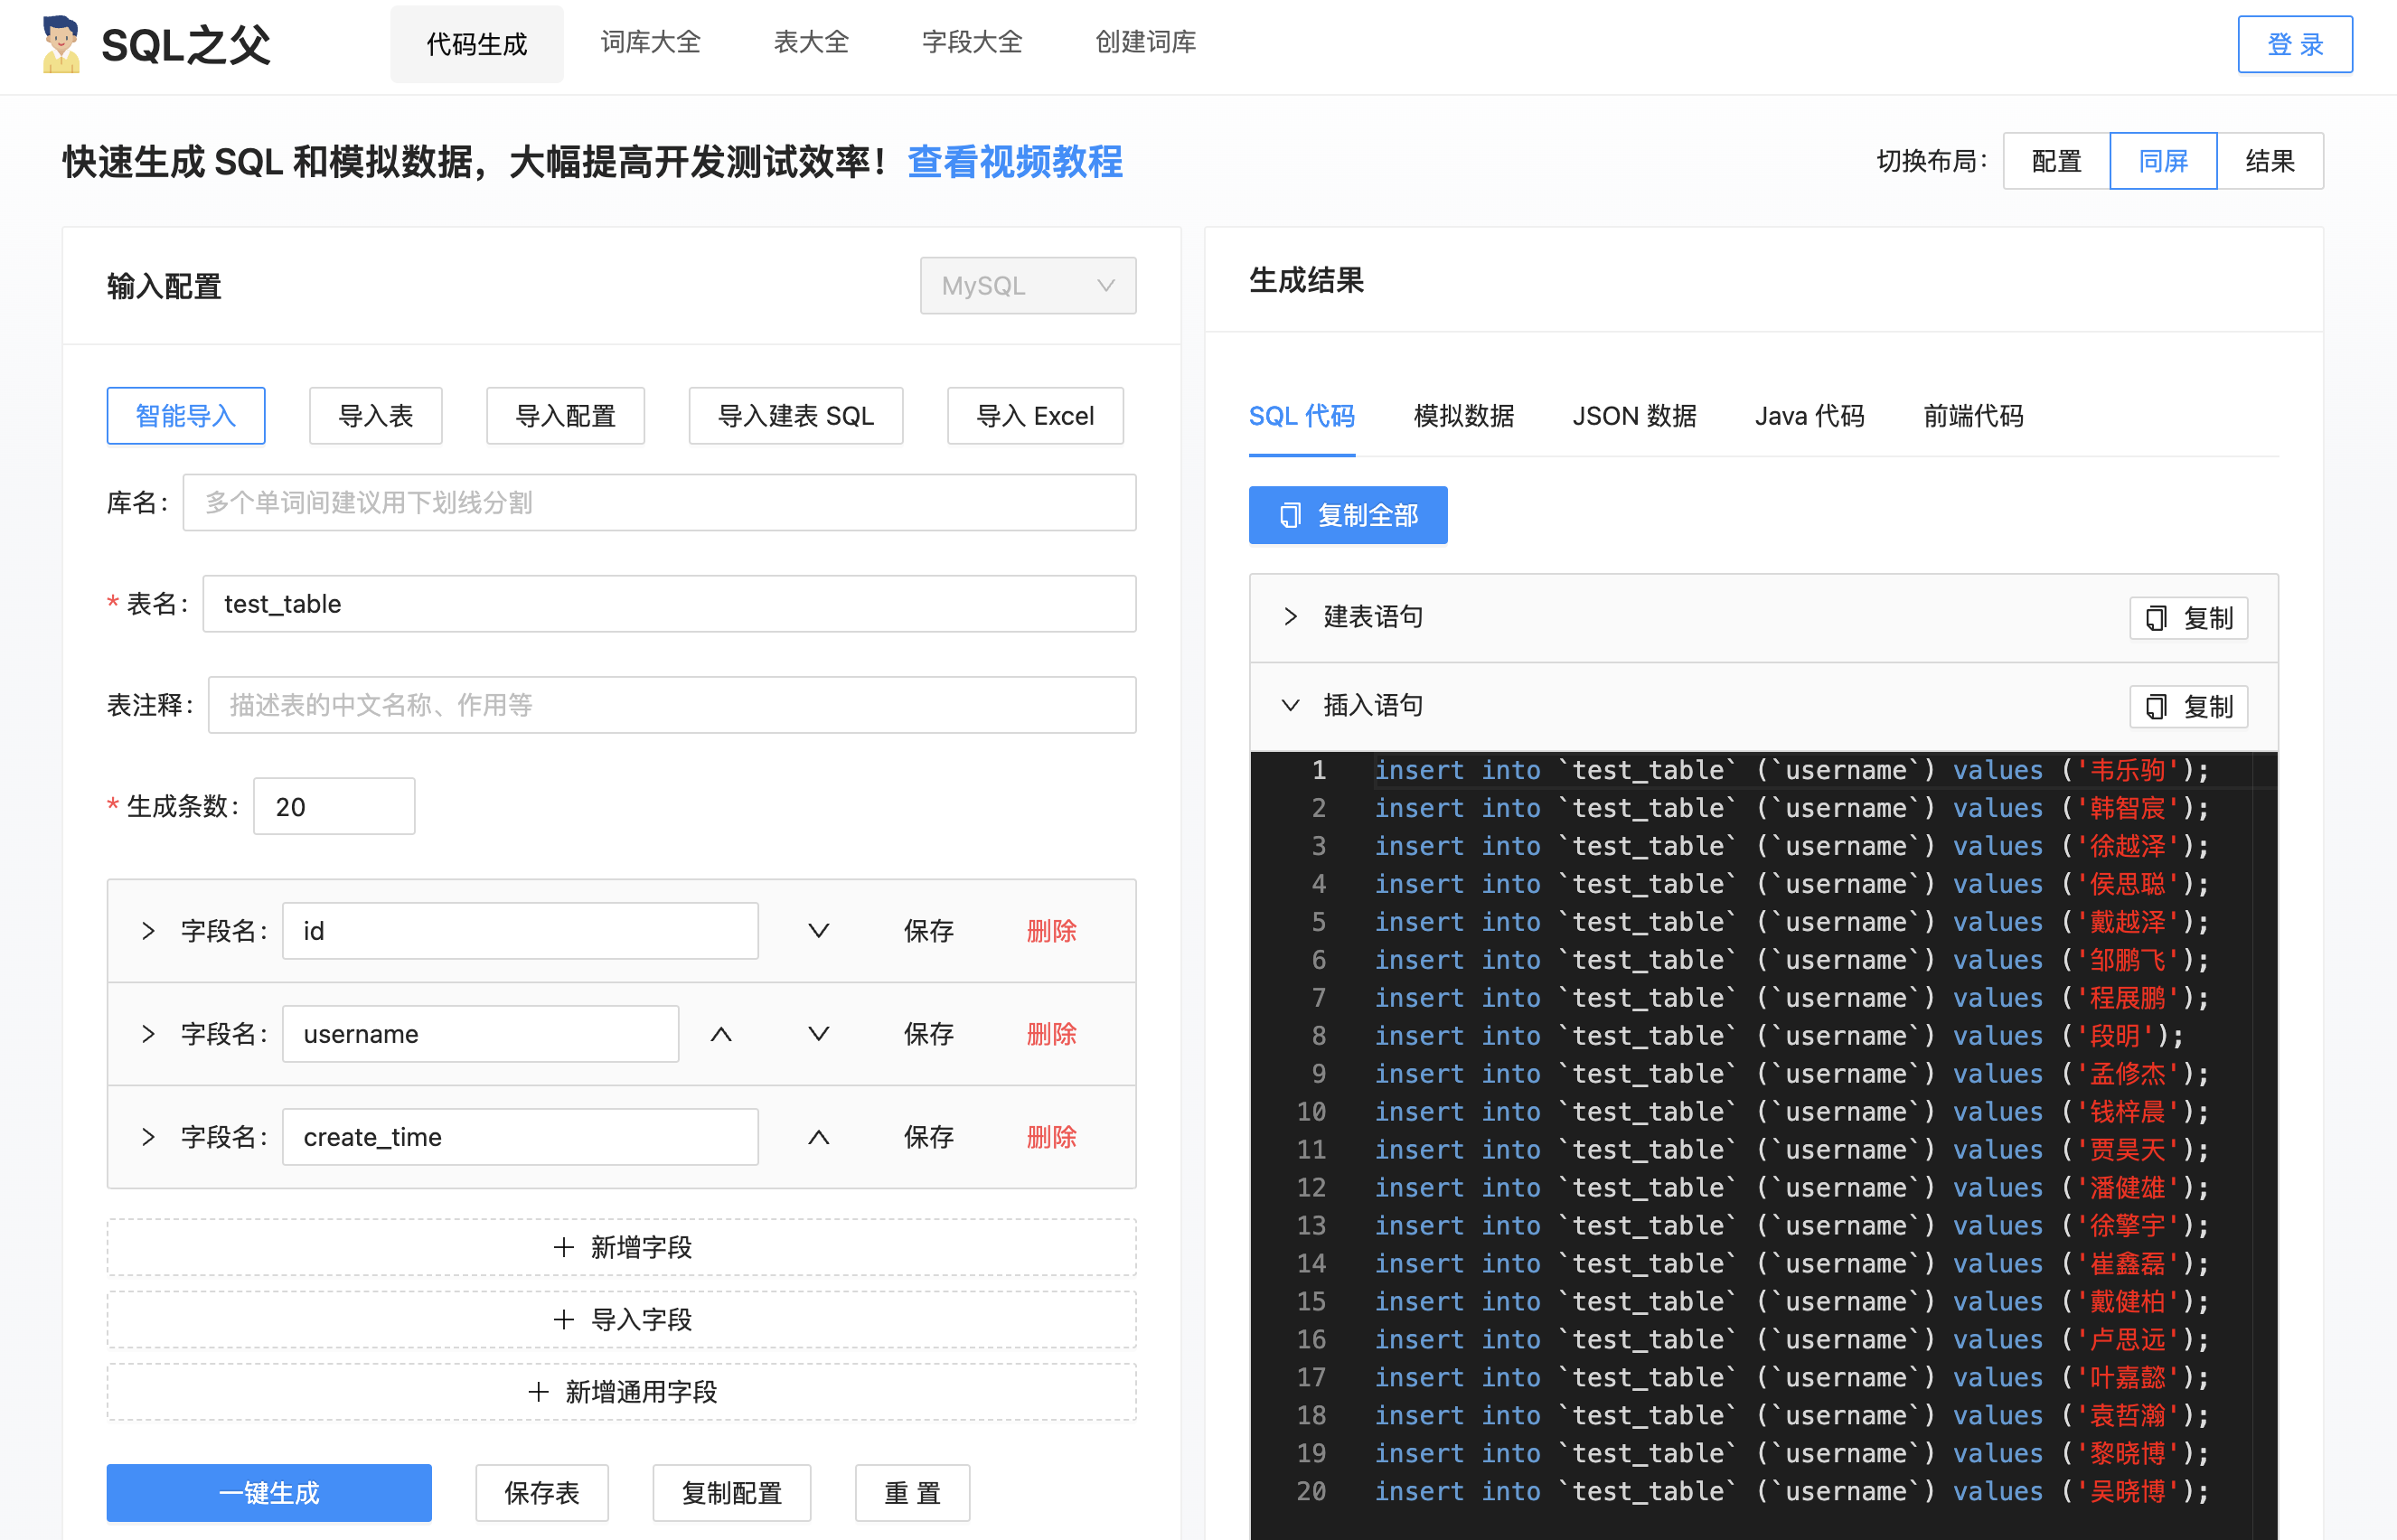 SQL之父
代码生成 词库大全 表大全 字段大全 创建词库
登 录
快速生成 SQL 和模拟数据，大幅提高开发测试效率！查看视频教程
切换布局： 配置 同屏 结果
输入配置
MySQL
智能导入 导入表 导入配置 导入建表 SQL 导入 Excel
库名： 多个单词间建议用下划线分割
* 表名： test_table
表注释： 描述表的中文名称、作用等
* 生成条数： 20
字段名： id 保存 删除
字段名： username 保存 删除
字段名： create_time 保存 删除
+ 新增字段
+ 导入字段
+ 新增通用字段
一键生成 保存表 复制配置 重 置
生成结果
SQL 代码 模拟数据 JSON 数据 Java 代码 前端代码
复制全部
建表语句 复制
插入语句 复制
1 insert into `test_table` (`username`) values ('韦乐驹');
2 insert into `test_table` (`username`) values ('韩智宸');
3 insert into `test_table` (`username`) values ('徐越泽');
4 insert into `test_table` (`username`) values ('侯思聪');
5 insert into `test_table` (`username`) values ('戴越泽');
6 insert into `test_table` (`username`) values ('邹鹏飞');
7 insert into `test_table` (`username`) values ('程展鹏');
8 insert into `test_table` (`username`) values ('段明');
9 insert into `test_table` (`username`) values ('孟修杰');
10 insert into `test_table` (`username`) values ('钱梓晨');
11 insert into `test_table` (`username`) values ('贾昊天');
12 insert into `test_table` (`username`) values ('潘健雄');
13 insert into `test_table` (`username`) values ('徐擎宇');
14 insert into `test_table` (`username`) values ('崔鑫磊');
15 insert into `test_table` (`username`) values ('戴健柏');
16 insert into `test_table` (`username`) values ('卢思远');
17 insert into `test_table` (`username`) values ('叶嘉懿');
18 insert into `test_table` (`username`) values ('袁哲瀚');
19 insert into `test_table` (`username`) values ('黎晓博');
20 insert into `test_table` (`username`) values ('吴晓博');